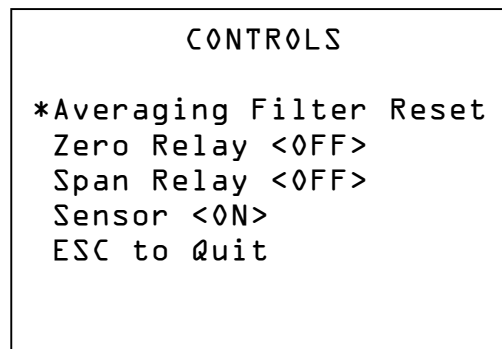 CONTROLS
*Averaging Filter Reset
Zero Relay <OFF>
Span Relay <OFF>
Sensor <ON>
ESC to Quit